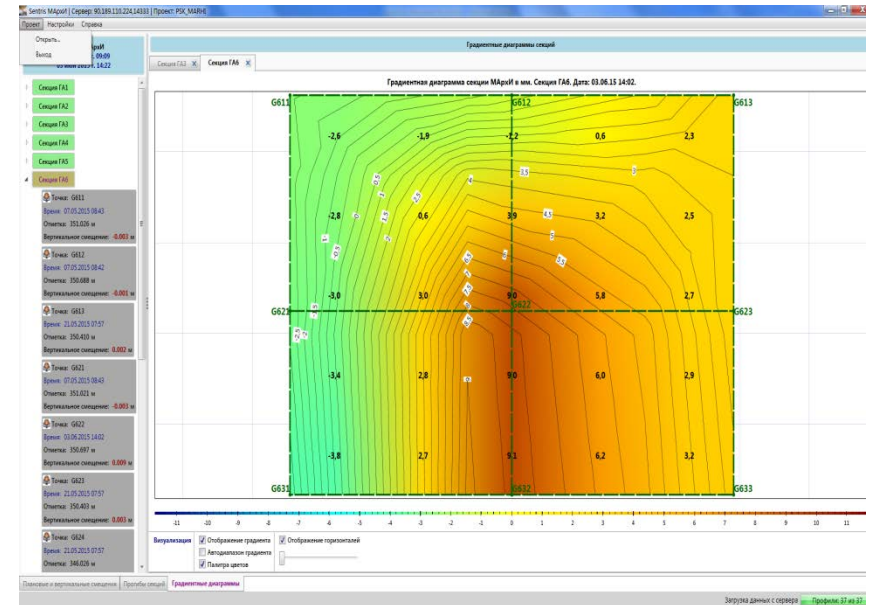 Sentris МАрхИ | Сервер: 90.189.110.224,14333 | Проект: PSK_MARHI
Проект Настройки Справка
Открыть...
Выход
Градиентные диаграммы секций
Секция ГА3
Секция ГА6
Секция ГА1
Секция ГА2
Секция ГА3
Секция ГА4
Секция ГА5
Секция ГА6
Точка: G611
Время: 07.05.2015 08:43
Отметка: 351.026 м
Вертикальное смещение: -0.003 м
Точка: G612
Время: 07.05.2015 08:42
Отметка: 350.688 м
Вертикальное смещение: -0.001 м
Точка: G613
Время: 21.05.2015 07:57
Отметка: 350.410 м
Вертикальное смещение: 0.002 м
Точка: G621
Время: 07.05.2015 08:43
Отметка: 351.021 м
Вертикальное смещение: -0.003 м
Точка: G622
Время: 03.06.2015 14:02
Отметка: 350.697 м
Вертикальное смещение: 0.009 м
Точка: G623
Время: 21.05.2015 07:57
Отметка: 350.403 м
Вертикальное смещение: 0.003 м
Точка: G624
Время: 21.05.2015 07:57
Отметка: 346.026 м
Градиентная диаграмма секции МАрхИ в мм. Секция ГА6. Дата: 03.06.15 14:02.
G611 G612 G613
-2,6 -1,9 -1,2 0,6 2,3
-2,8 0,6 3,9 3,2 2,5
-3,0 3,0 9,0 5,8 2,7
G621 G622 G623
-3,4 2,8 9,0 6,0 2,9
-3,8 2,7 9,1 6,2 3,2
G631 G632 G633
-11 -10 -9 -8 -7 -6 -5 -4 -3 -2 -1 0 1 2 3 4 5 6 7 8 9 10 11
Визуализация
Отображение градиента
Отображение горизонталей
Автодиапазон градиента
Палитра цветов
Плановые и вертикальные смещения
Прогибы секций
Градиентные диаграммы
Загрузка данных с сервера
Профили: 37 из 37